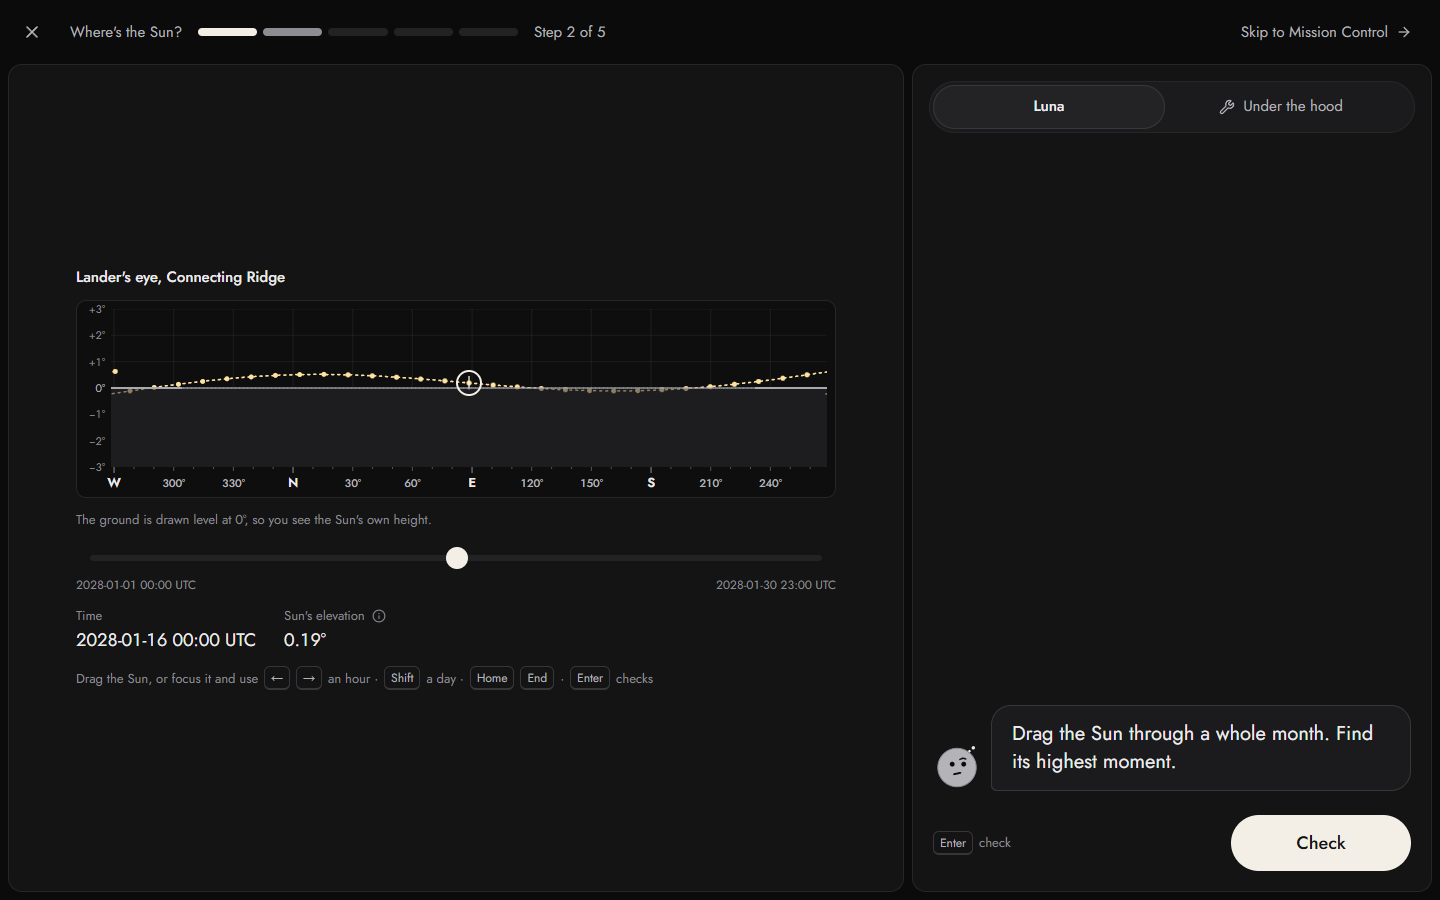 Where's the Sun?
Step 2 of 5
Skip to Mission Control
Luna
Under the hood
Lander's eye, Connecting Ridge
+3°
+2°
+1°
0°
−1°
−2°
−3°
W 300° 330° N 30° 60° E 120° 150° S 210° 240°
The ground is drawn level at 0°, so you see the Sun's own height.
2028-01-01 00:00 UTC
2028-01-30 23:00 UTC
Time
Sun's elevation
2028-01-16 00:00 UTC
0.19°
Drag the Sun, or focus it and use ← → an hour · Shift a day · Home End · Enter checks
Drag the Sun through a whole month. Find
its highest moment.
Enter check
Check